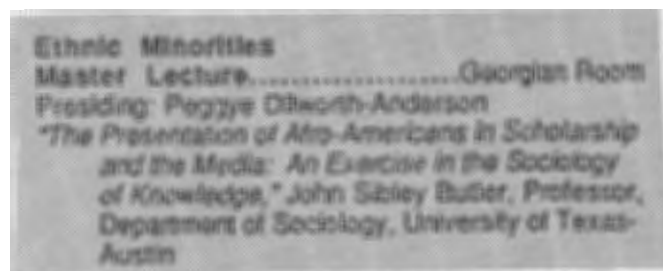 Ethnic Minorities
Master Lecture.....................Georgian Room
Presiding: Peggye Dilworth-Anderson
"The Presentation of Afro-Americans in Scholarship
and the Media: An Exercise in the Sociology
of Knowledge," John Sibley Butler, Professor,
Department of Sociology, University of Texas-
Austin